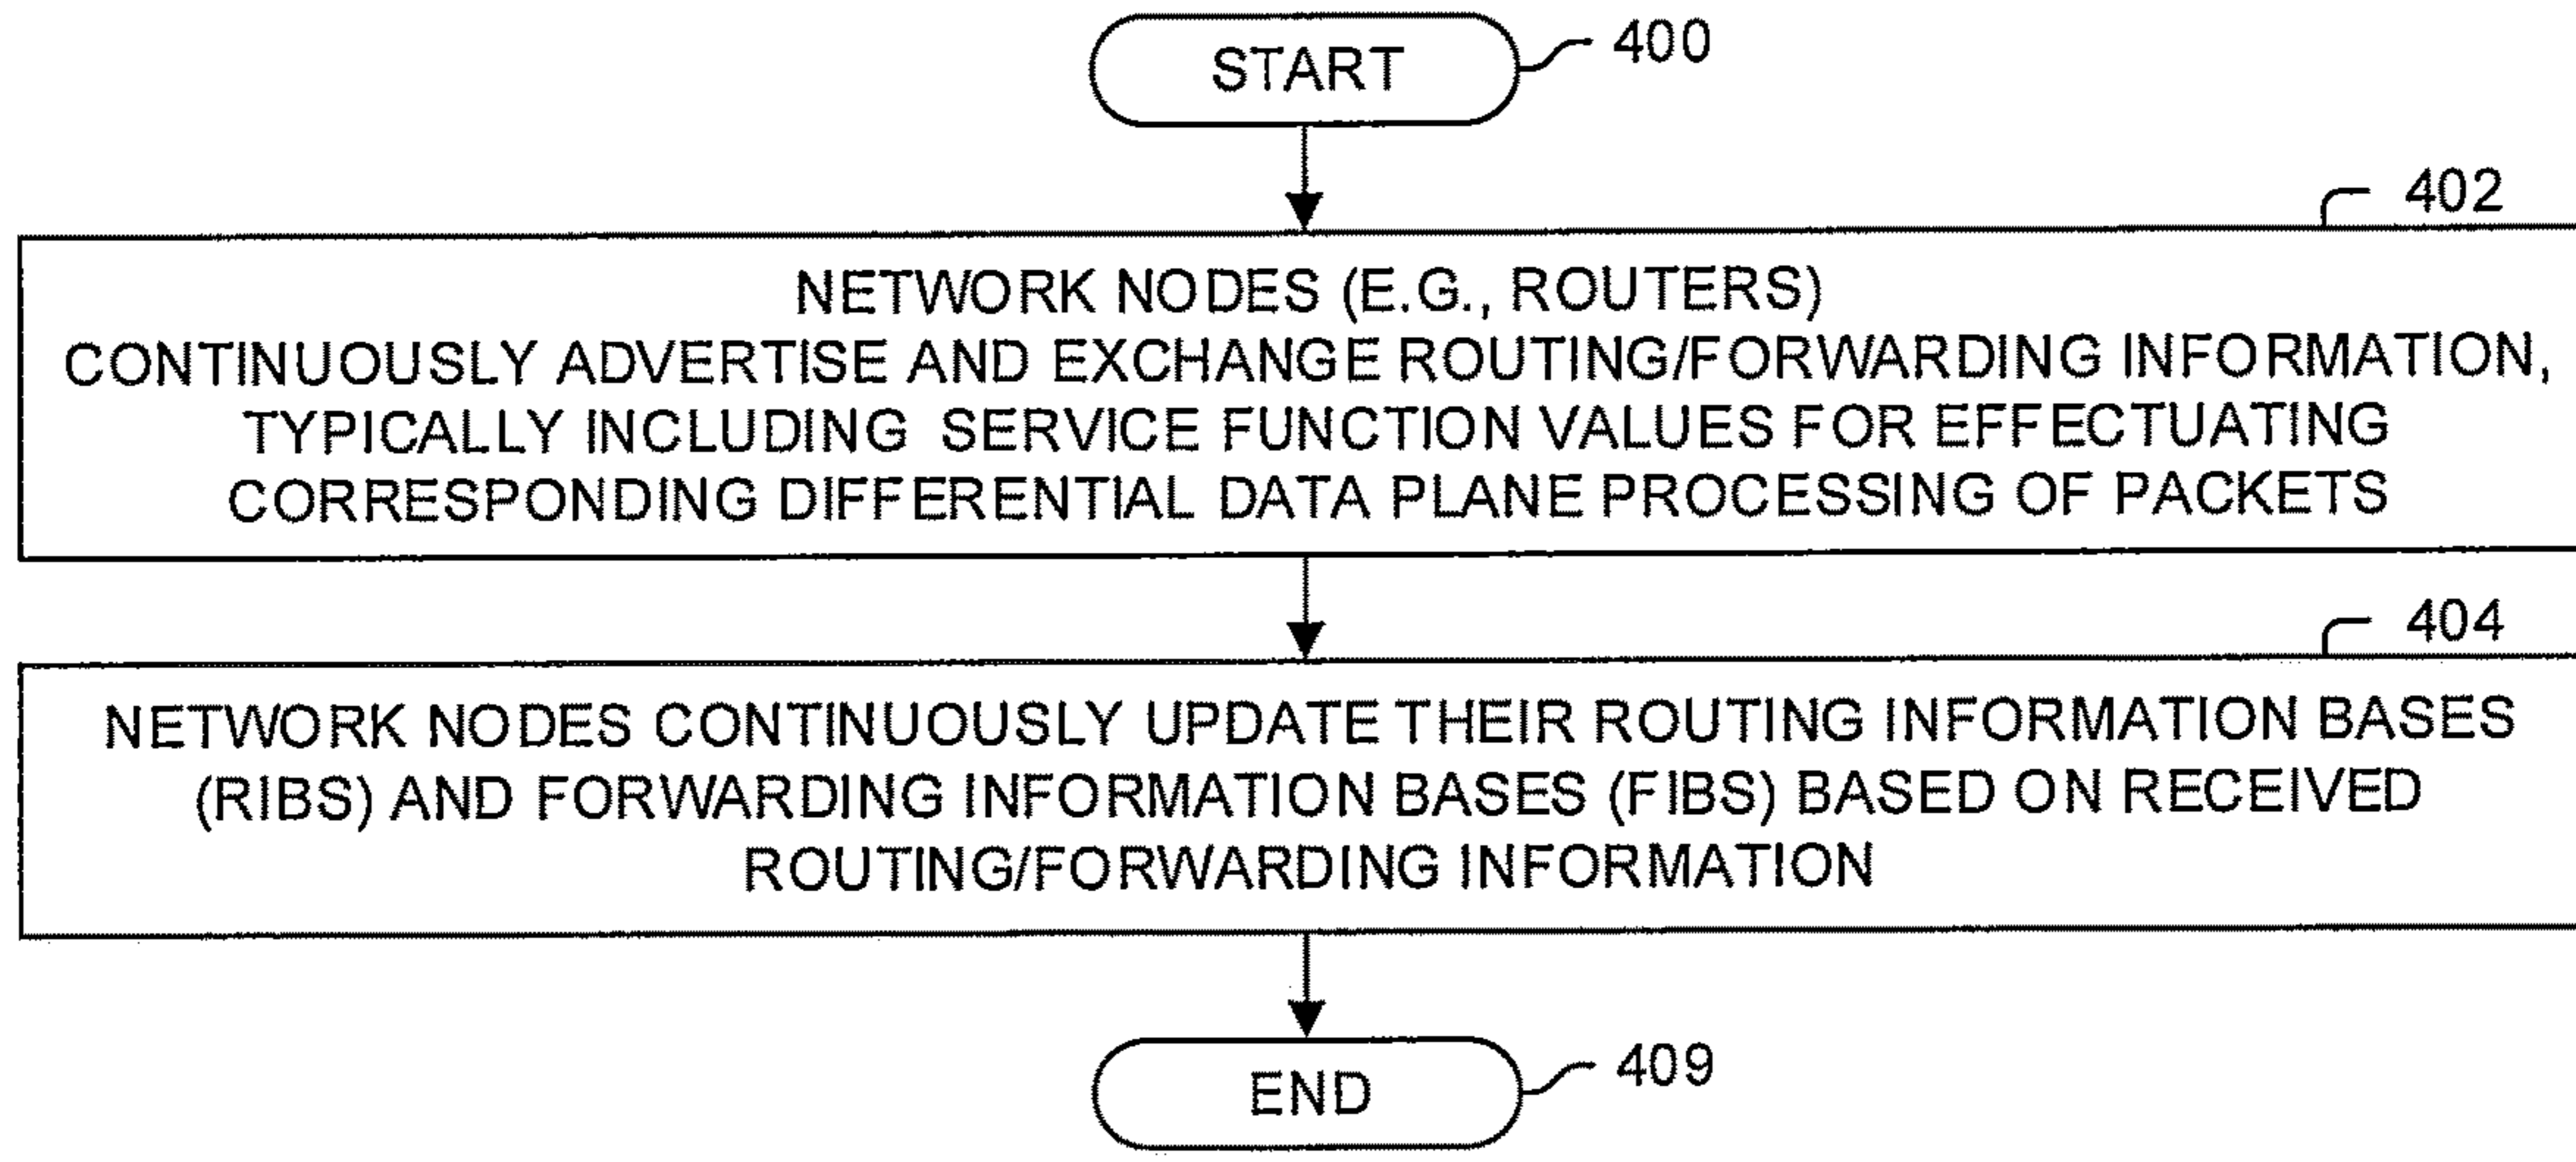 START
400
402
NETWORK NODES (E.G., ROUTERS)
CONTINUOUSLY ADVERTISE AND EXCHANGE ROUTING/FORWARDING INFORMATION,
TYPICALLY INCLUDING SERVICE FUNCTION VALUES FOR EFFECTUATING
CORRESPONDING DIFFERENTIAL DATA PLANE PROCESSING OF PACKETS
404
NETWORK NODES CONTINUOUSLY UPDATE THEIR ROUTING INFORMATION BASES
(RIBS) AND FORWARDING INFORMATION BASES (FIBS) BASED ON RECEIVED
ROUTING/FORWARDING INFORMATION
END
409